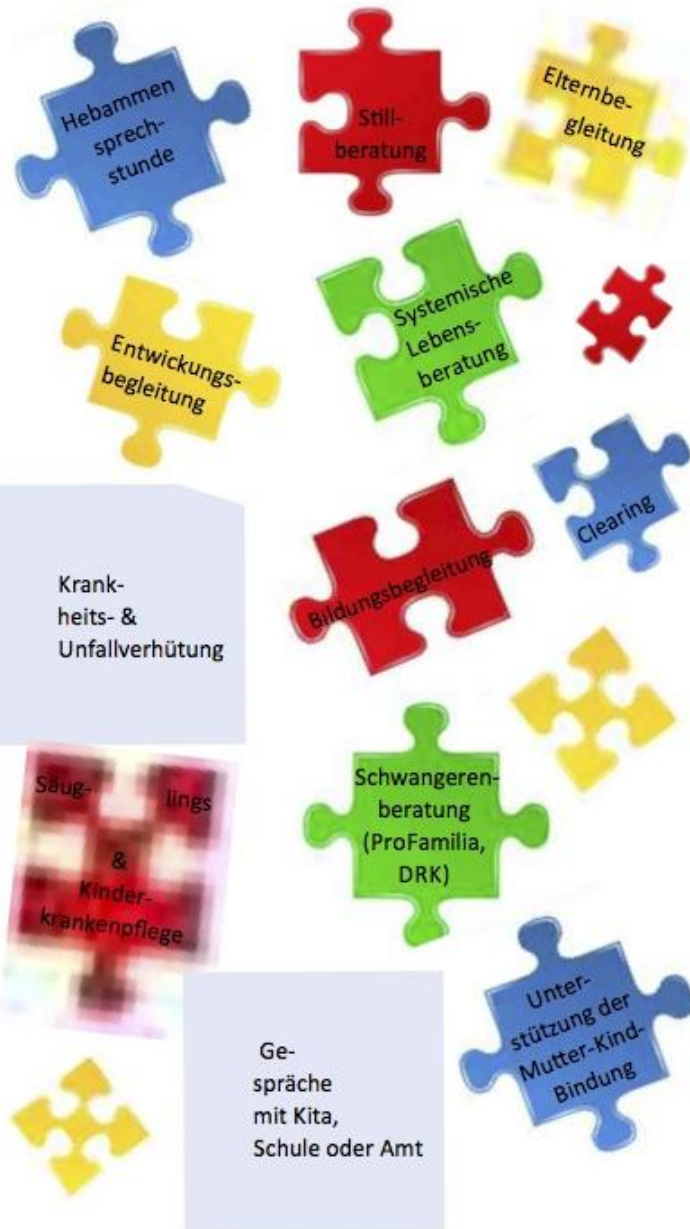 Hebammen
sprech-
stunde
Still-
beratung
Elternbe-
gleitung
Entwickungs-
begleitung
Systemische
Lebens-
beratung
Clearing
Bildungsbegleitung
Krank-
heits- &
Unfallverhütung
Schwangeren-
beratung
(ProFamilia,
DRK)
Säug- lings
&
Kinder-
krankenpflege
Unter-
stützung der
Mutter-Kind-
Bindung
Ge-
spräche
mit Kita,
Schule oder Amt